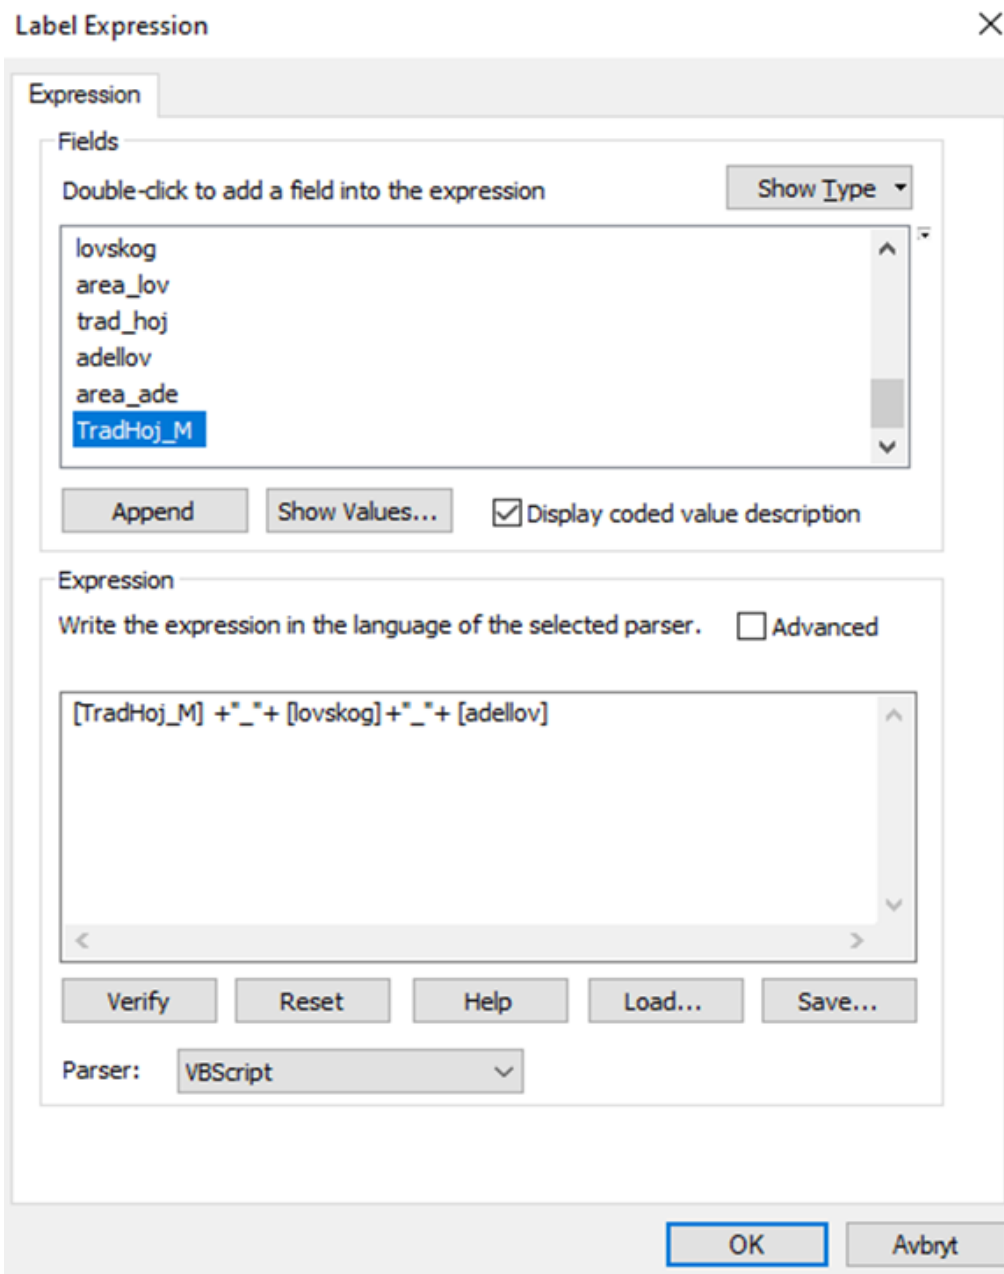 Label Expression
Expression
Fields
Double-click to add a field into the expression
Show Type
lovskog
area_lov
trad_hoj
adellov
area_ade
TradHoj_M
Append
Show Values...
Display coded value description
Expression
Write the expression in the language of the selected parser.
Advanced
[TradHoj_M] +"_"+ [lovskog]+"_"+ [adellov]
Verify
Reset
Help
Load...
Save...
Parser:
VBScript
OK
Avbryt